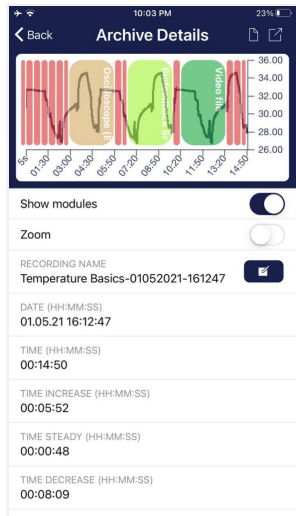 10:03 PM
23%
Back
Archive Details
Oscilloscope (E
Video file
36.00
34.00
32.00
30.00
28.00
26.00
5s
01:30
03:00
04:30
05:50
07:20
08:50
10:20
11:50
13:20
14:50
Show modules
Zoom
RECORDING NAME
Temperature Basics-01052021-161247
DATE (HH:MM:SS)
01.05.21 16:12:47
TIME (HH:MM:SS)
00:14:50
TIME INCREASE (HH:MM:SS)
00:05:52
TIME STEADY (HH:MM:SS)
00:00:48
TIME DECREASE (HH:MM:SS)
00:08:09